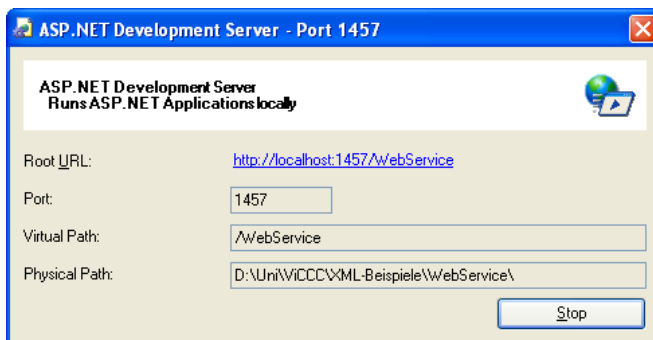 ASP.NET Development Server - Port 1457
ASP.NET Development Server
Runs ASP.NET Applications locally
Root URL: http://localhost:1457/WebService
Port: 1457
Virtual Path: /WebService
Physical Path: D:\Uni\ViCCC\XML-Beispiele\WebService\
Stop